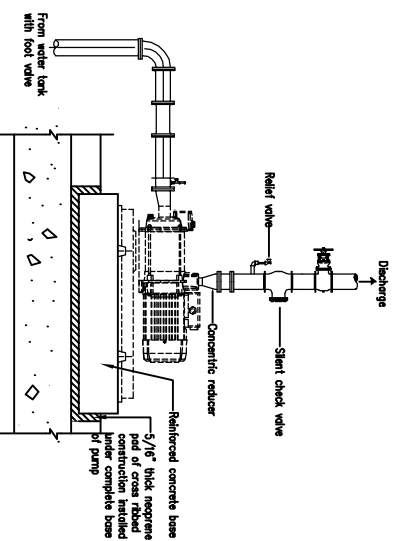 Discharge
Relief valve
Silent check valve
Concentric reducer
From water tank
with foot valve
Reinforced concrete base
5/16" thick neoprene
pad of cross ribbed
construction installed
under complete base
of pump